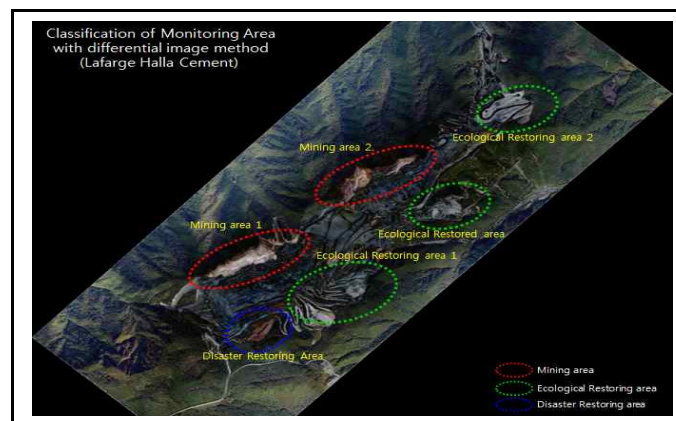 Classification of Monitoring Area
with differential image method
(Lafarge Halla Cement)
Ecological Restoring area 2
Mining area 2
Mining area 1
Ecological Restored area
Ecological Restoring area 1
Disaster Restoring Area
Mining area
Ecological Restoring area
Disaster Restoring area